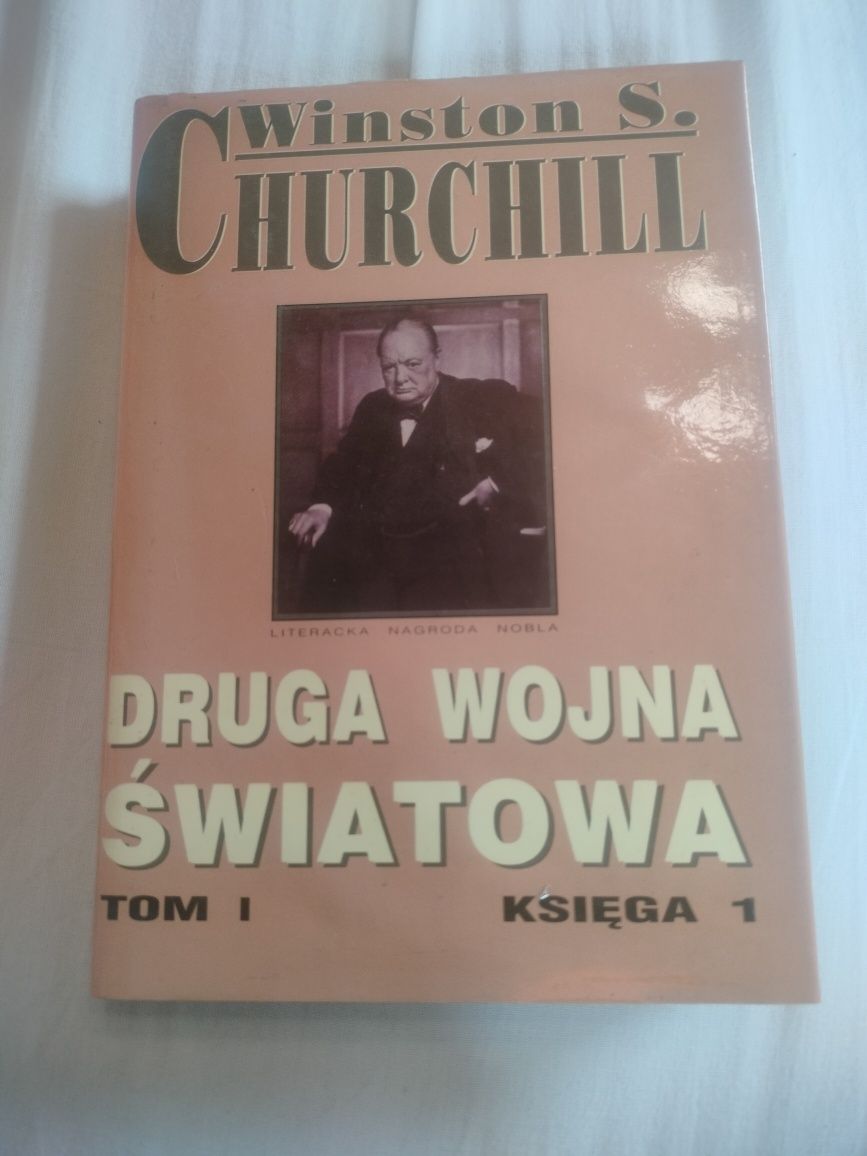 Winston S.
CHURCHILL
LITERACKA NAGRODA NOBLA
DRUGA WOJNA
ŚWIATOWA
TOM I KSIĘGA 1